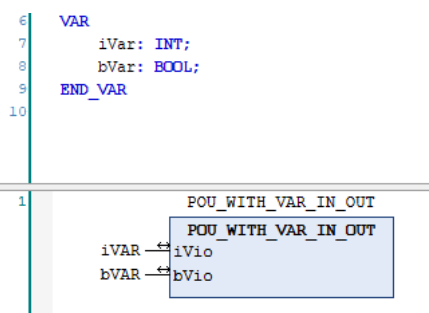 6 VAR
7 iVar: INT;
8 bVar: BOOL;
9 END_VAR
10
1 POU_WITH_VAR_IN_OUT
POU_WITH_VAR_IN_OUT
iVAR iVio
bVAR bVio